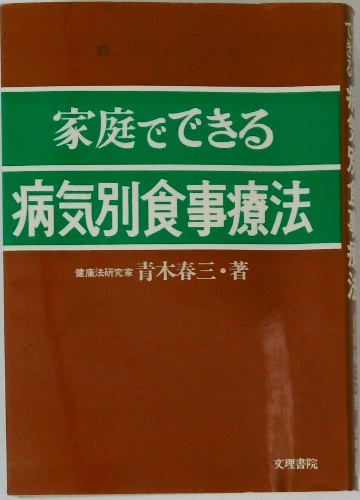 家庭でできる
病気別食事療法
健康法研究家 青木春三・著
文理書院